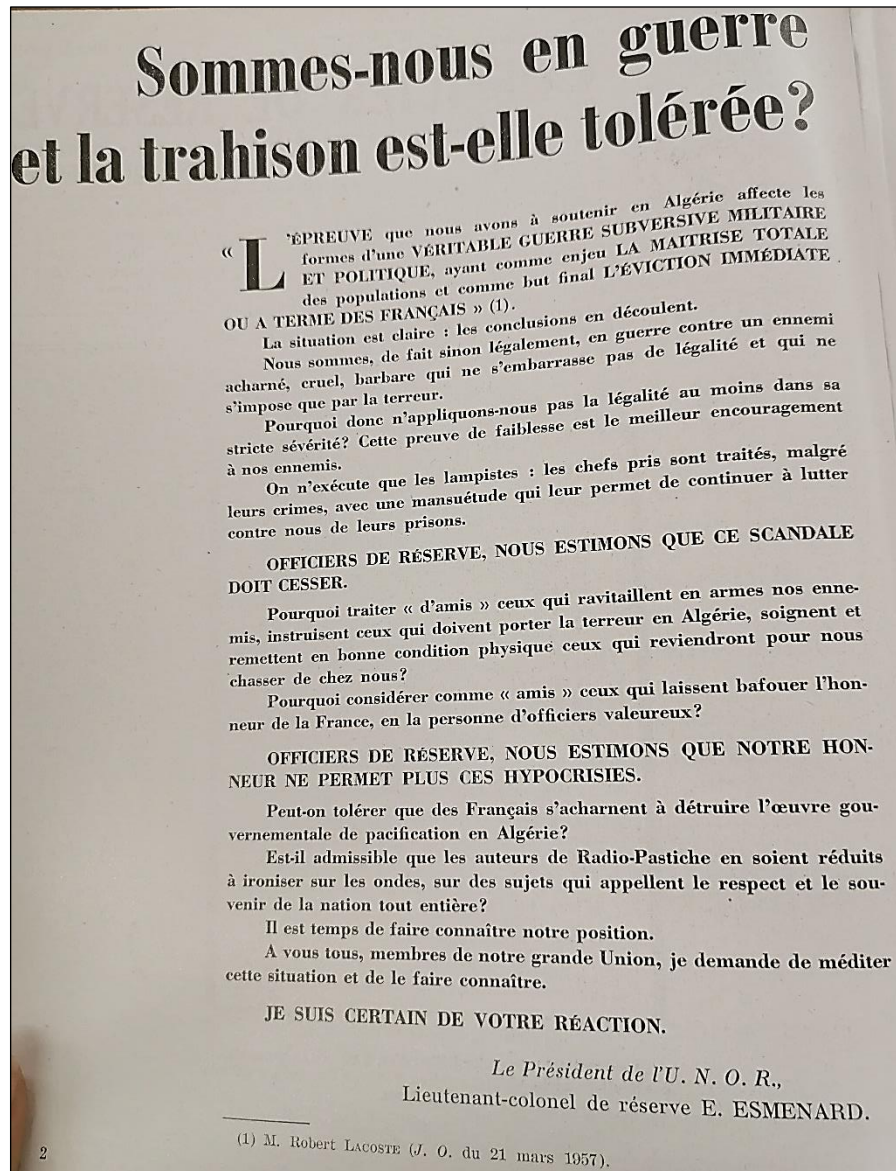 Sommes-nous en guerre
et la trahison est-elle tolérée?
« L'ÉPREUVE que nous avons à soutenir en Algérie affecte les
formes d'une VÉRITABLE GUERRE SUBVERSIVE MILITAIRE
ET POLITIQUE, ayant comme enjeu LA MAITRISE TOTALE
des populations et comme but final L'ÉVICTION IMMÉDIATE
OU A TERME DES FRANÇAIS » (1).
La situation est claire : les conclusions en découlent.
Nous sommes, de fait sinon légalement, en guerre contre un ennemi
acharné, cruel, barbare qui ne s'embarrasse pas de légalité et qui ne
s'impose que par la terreur.
Pourquoi donc n'appliquons-nous pas la légalité au moins dans sa
stricte sévérité? Cette preuve de faiblesse est le meilleur encouragement
à nos ennemis.
On n'exécute que les lampistes : les chefs pris sont traités, malgré
leurs crimes, avec une mansuétude qui leur permet de continuer à lutter
contre nous de leurs prisons.
OFFICIERS DE RÉSERVE, NOUS ESTIMONS QUE CE SCANDALE
DOIT CESSER.
Pourquoi traiter « d'amis » ceux qui ravitaillent en armes nos enne-
mis, instruisent ceux qui doivent porter la terreur en Algérie, soignent et
remettent en bonne condition physique ceux qui reviendront pour nous
chasser de chez nous?
Pourquoi considérer comme « amis » ceux qui laissent bafouer l'hon-
neur de la France, en la personne d'officiers valeureux?
OFFICIERS DE RÉSERVE, NOUS ESTIMONS QUE NOTRE HON-
NEUR NE PERMET PLUS CES HYPOCRISIES.
Peut-on tolérer que des Français s'acharnent à détruire l'œuvre gou-
vernementale de pacification en Algérie?
Est-il admissible que les auteurs de Radio-Pastiche en soient réduits
à ironiser sur les ondes, sur des sujets qui appellent le respect et le sou-
venir de la nation tout entière?
Il est temps de faire connaître notre position.
A vous tous, membres de notre grande Union, je demande de méditer
cette situation et de le faire connaître.
JE SUIS CERTAIN DE VOTRE RÉACTION.
Le Président de l'U. N. O. R.,
Lieutenant-colonel de réserve E. ESMENARD.
(1) M. Robert LACOSTE (J. O. du 21 mars 1957).
2